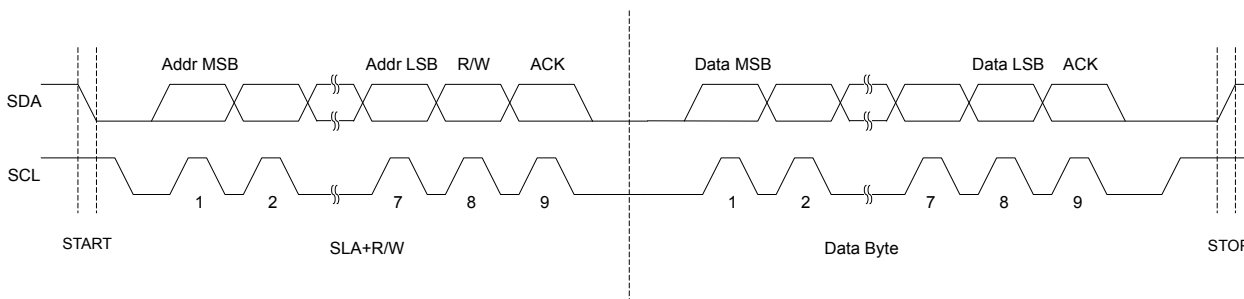 Addr MSB Addr LSB R/W ACK Data MSB Data LSB ACK
SDA
SCL
1 2 7 8 9 1 2 7 8 9
START SLA+R/W Data Byte STOP